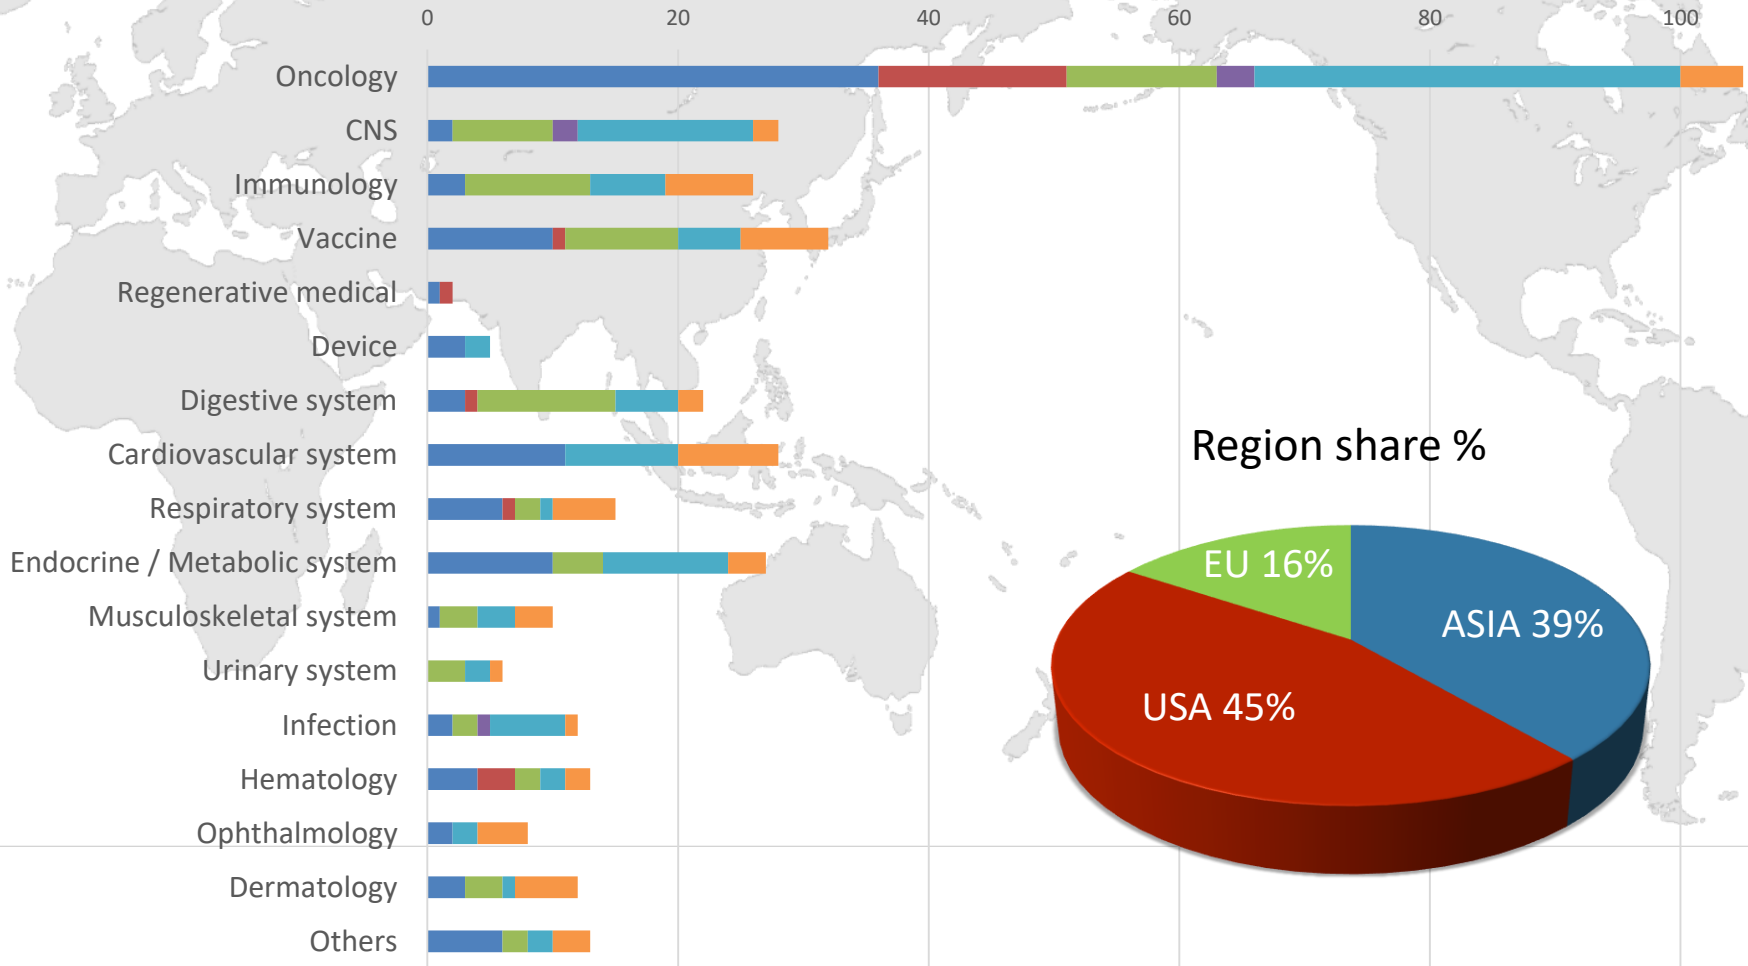 0 20 40 60 80 100
Oncology
CNS
Immunology
Vaccine
Regenerative medical
Device
Digestive system
Cardiovascular system
Respiratory system
Endocrine / Metabolic system
Musculoskeletal system
Urinary system
Infection
Hematology
Ophthalmology
Dermatology
Others
Region share %
EU 16%
ASIA 39%
USA 45%